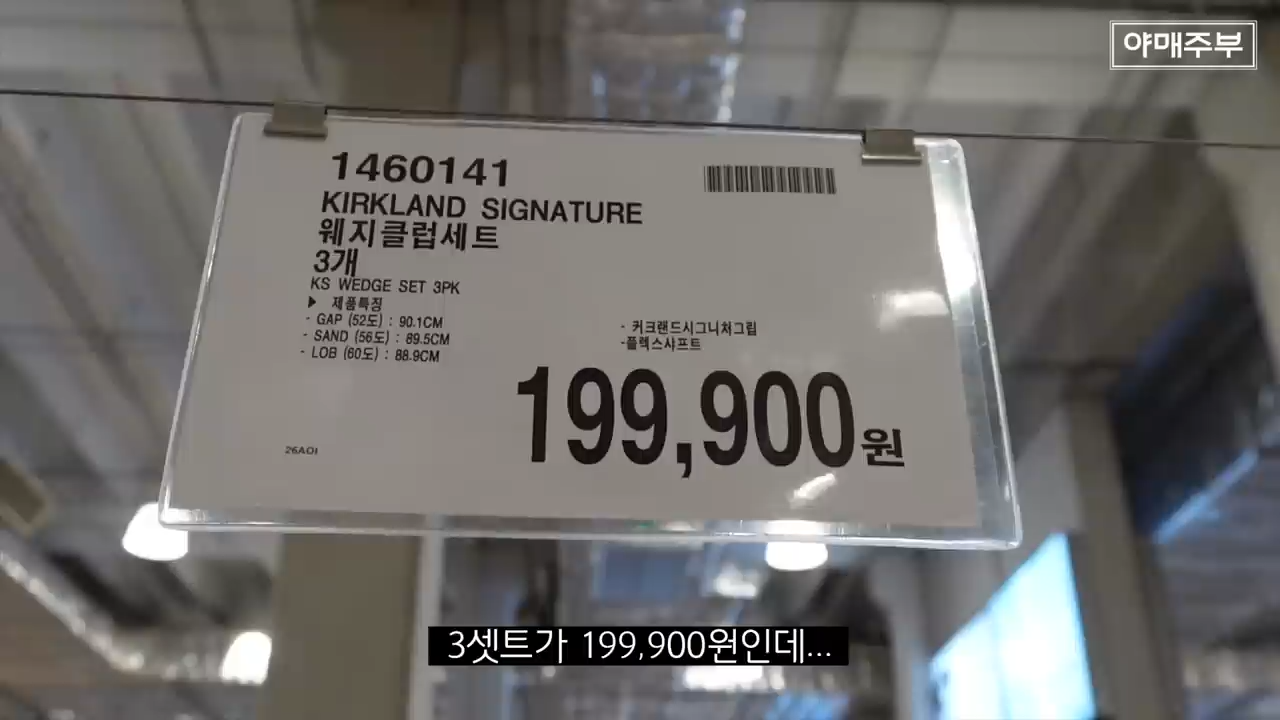 야매주부
1460141
KIRKLAND SIGNATURE
웨지클럽세트
3개
KS WEDGE SET 3PK
▶ 제품특징
- GAP (52도) : 90.1CM
- SAND (56도) : 89.5CM
- LOB (60도) : 88.9CM
- 커크랜드시그니처그립
-플렉스샤프트
199,900원
26A01
3셋트가 199,900원인데...